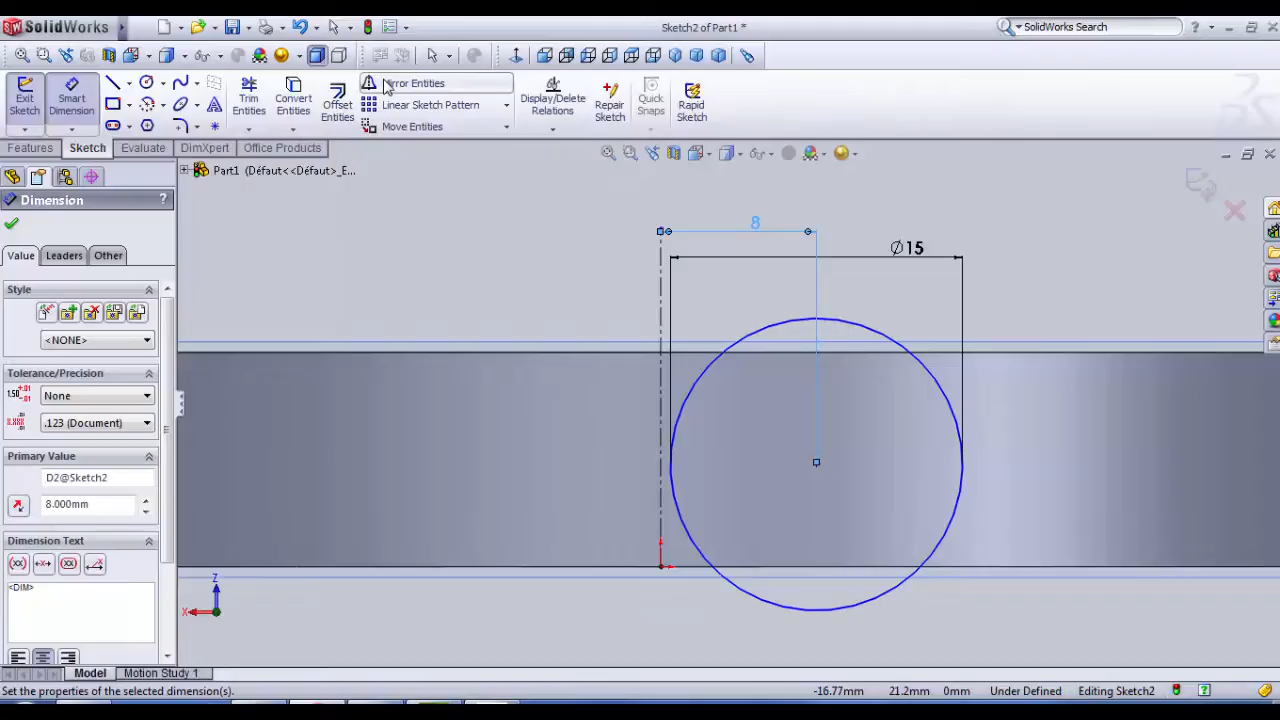 SolidWorks
Sketch2 of Part1 *
SolidWorks Search
Exit Sketch
Smart Dimension
Trim Entities
Convert Entities
Offset Entities
Mirror Entities
Linear Sketch Pattern
Move Entities
Display/Delete Relations
Repair Sketch
Quick Snaps
Rapid Sketch
Features
Sketch
Evaluate
DimXpert
Office Products
Part1 (Défaut<<Défaut>_E...
Dimension
?
Value
Leaders
Other
Style
<NONE>
Tolerance/Precision
None
.123 (Document)
Primary Value
D2@Sketch2
8.000mm
Dimension Text
<DIM>
8
Ø15
Z
X
Model
Motion Study 1
Set the properties of the selected dimension(s).
-16.77mm
21.2mm
0mm
Under Defined
Editing Sketch2